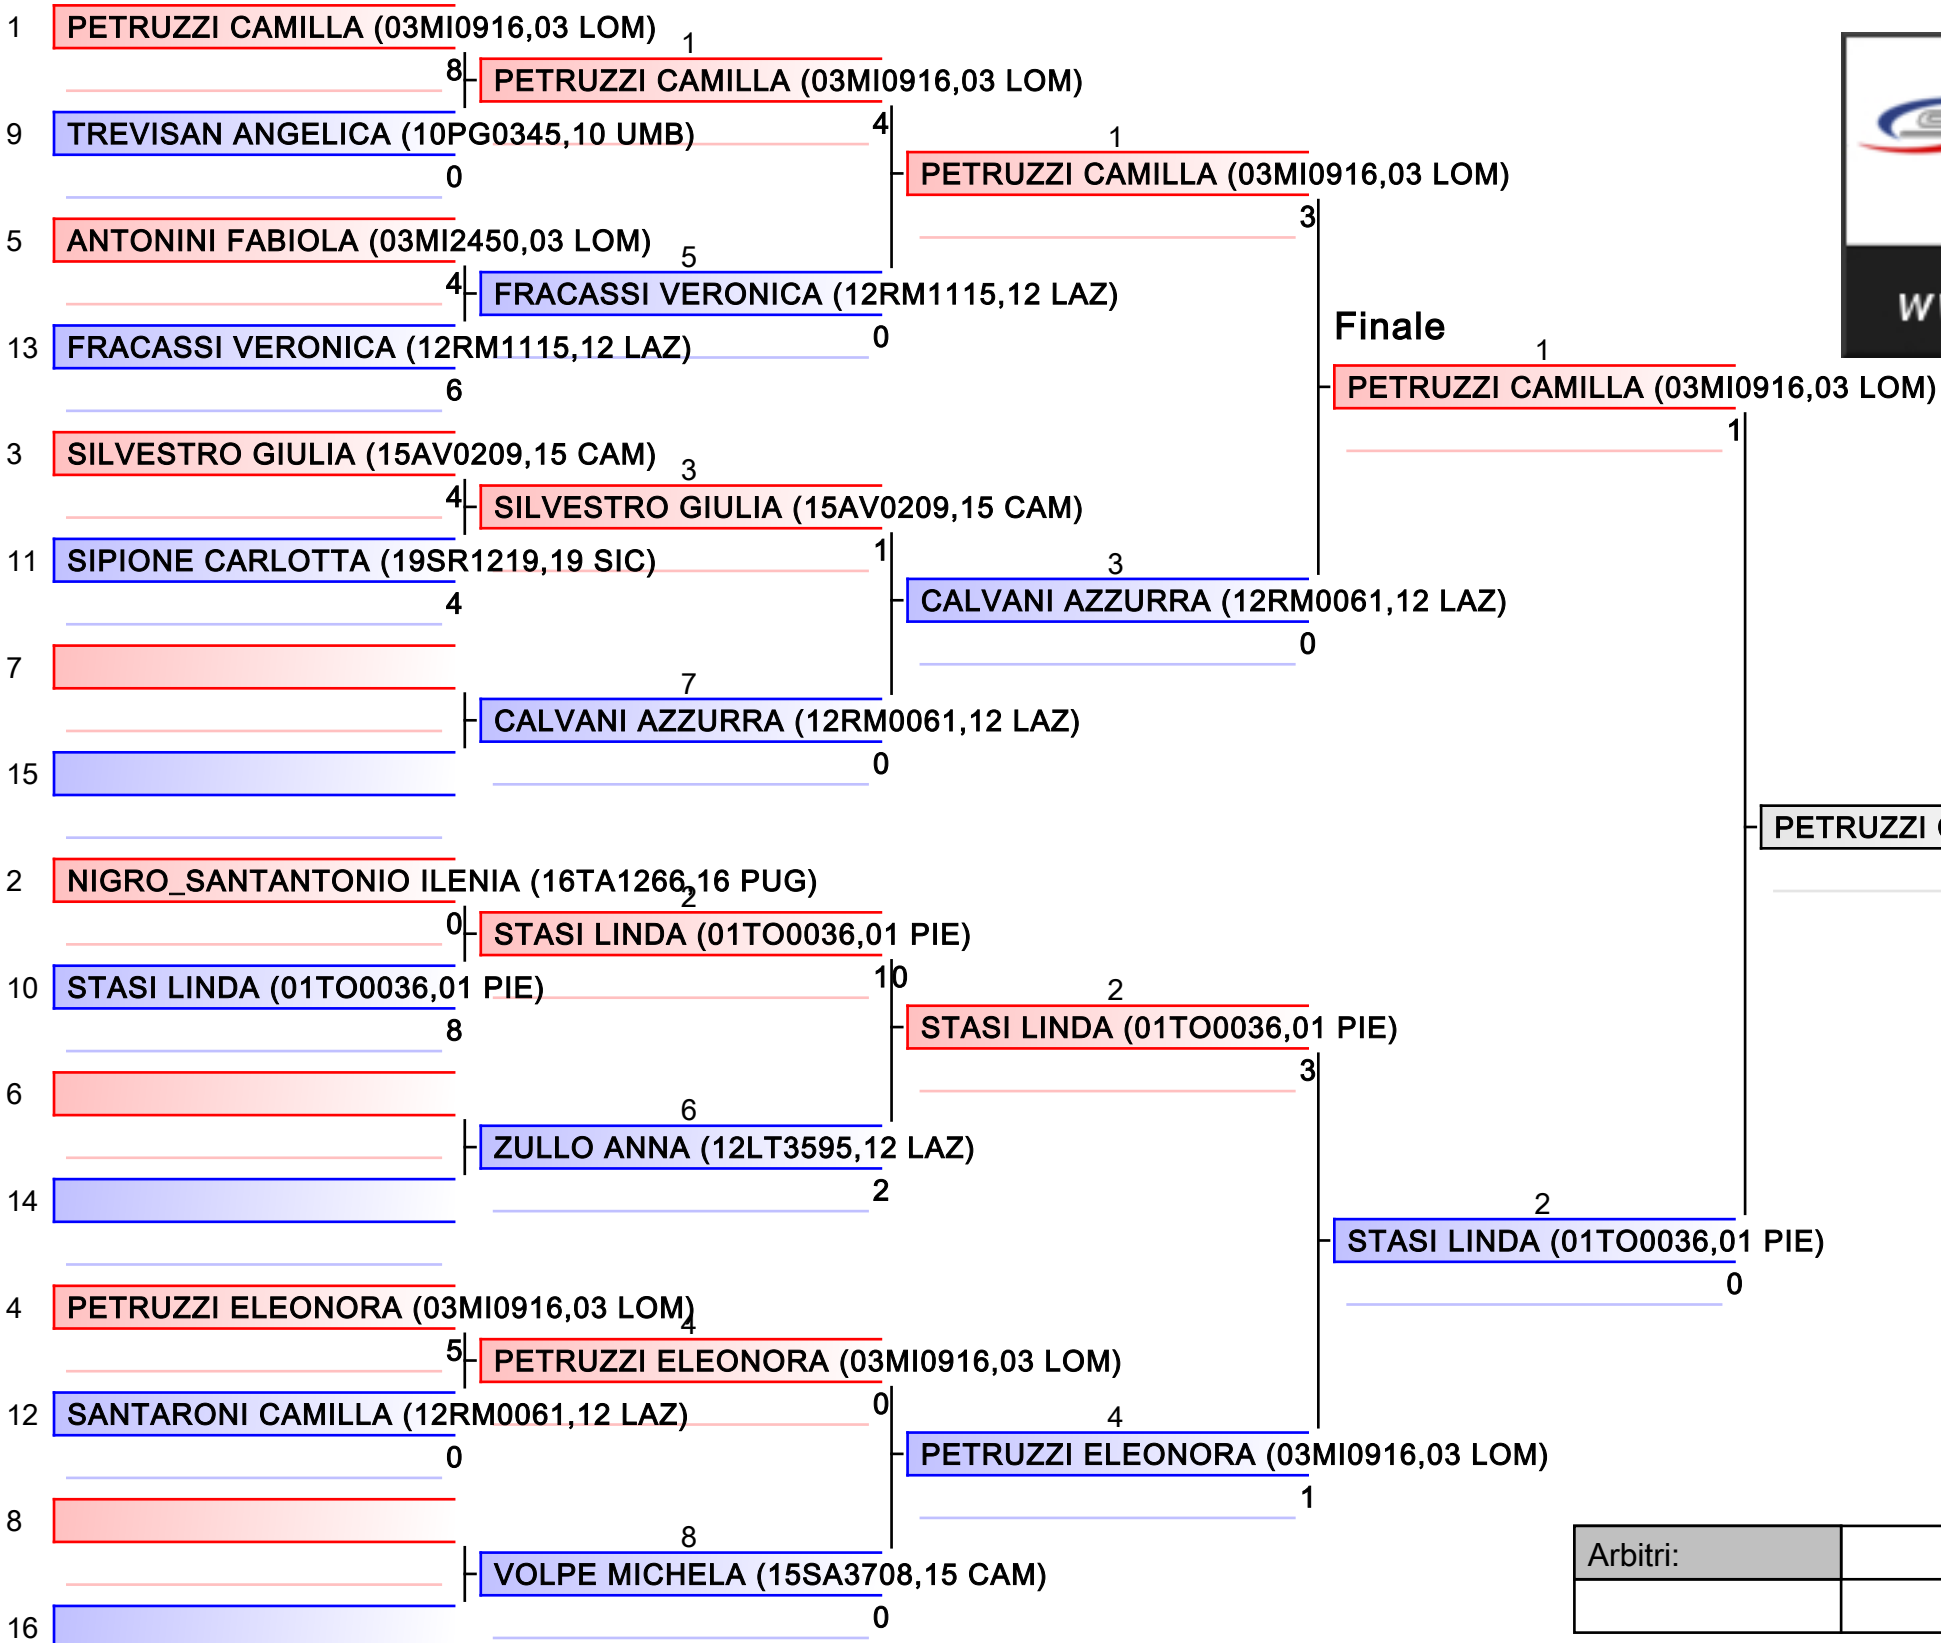 1 PETRUZZI CAMILLA (03MI0916,03 LOM)
1
8 PETRUZZI CAMILLA (03MI0916,03 LOM)
9 TREVISAN ANGELICA (10PG0345,10 UMB)
4
1
0
PETRUZZI CAMILLA (03MI0916,03 LOM)
3
5 ANTONINI FABIOLA (03MI2450,03 LOM)
5
4 FRACASSI VERONICA (12RM1115,12 LAZ)
0
Finale
13 FRACASSI VERONICA (12RM1115,12 LAZ)
1
6
PETRUZZI CAMILLA (03MI0916,03 LOM)
1
3 SILVESTRO GIULIA (15AV0209,15 CAM)
3
4 SILVESTRO GIULIA (15AV0209,15 CAM)
1
11 SIPIONE CARLOTTA (19SR1219,19 SIC)
3
4
CALVANI AZZURRA (12RM0061,12 LAZ)
0
7
7
CALVANI AZZURRA (12RM0061,12 LAZ)
0
15
PETRUZZI
2 NIGRO_SANTANTONIO ILENIA (16TA1266,16 PUG)
2
0 STASI LINDA (01TO0036,01 PIE)
10
10 STASI LINDA (01TO0036,01 PIE)
2
8
STASI LINDA (01TO0036,01 PIE)
3
6
6
ZULLO ANNA (12LT3595,12 LAZ)
2
14
2
STASI LINDA (01TO0036,01 PIE)
0
4 PETRUZZI ELEONORA (03MI0916,03 LOM)
4
5 PETRUZZI ELEONORA (03MI0916,03 LOM)
0
12 SANTARONI CAMILLA (12RM0061,12 LAZ)
4
0
PETRUZZI ELEONORA (03MI0916,03 LOM)
1
8
8
VOLPE MICHELA (15SA3708,15 CAM)
0
16
Arbitri: